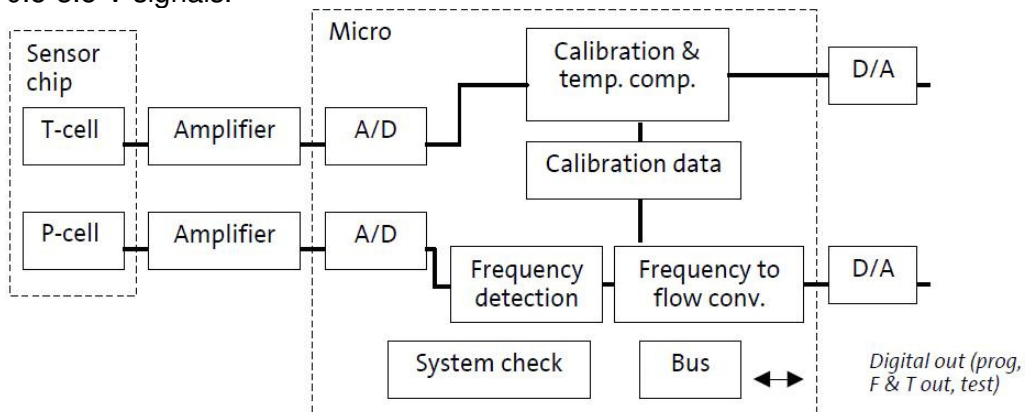 V signals.
Micro
Sensor
chip
Calibration &
temp. comp.
D/A
T-cell
Amplifier
A/D
Calibration data
P-cell
Amplifier
A/D
Frequency
detection
Frequency to
flow conv.
D/A
System check
Bus
Digital out (prog,
F & T out, test)